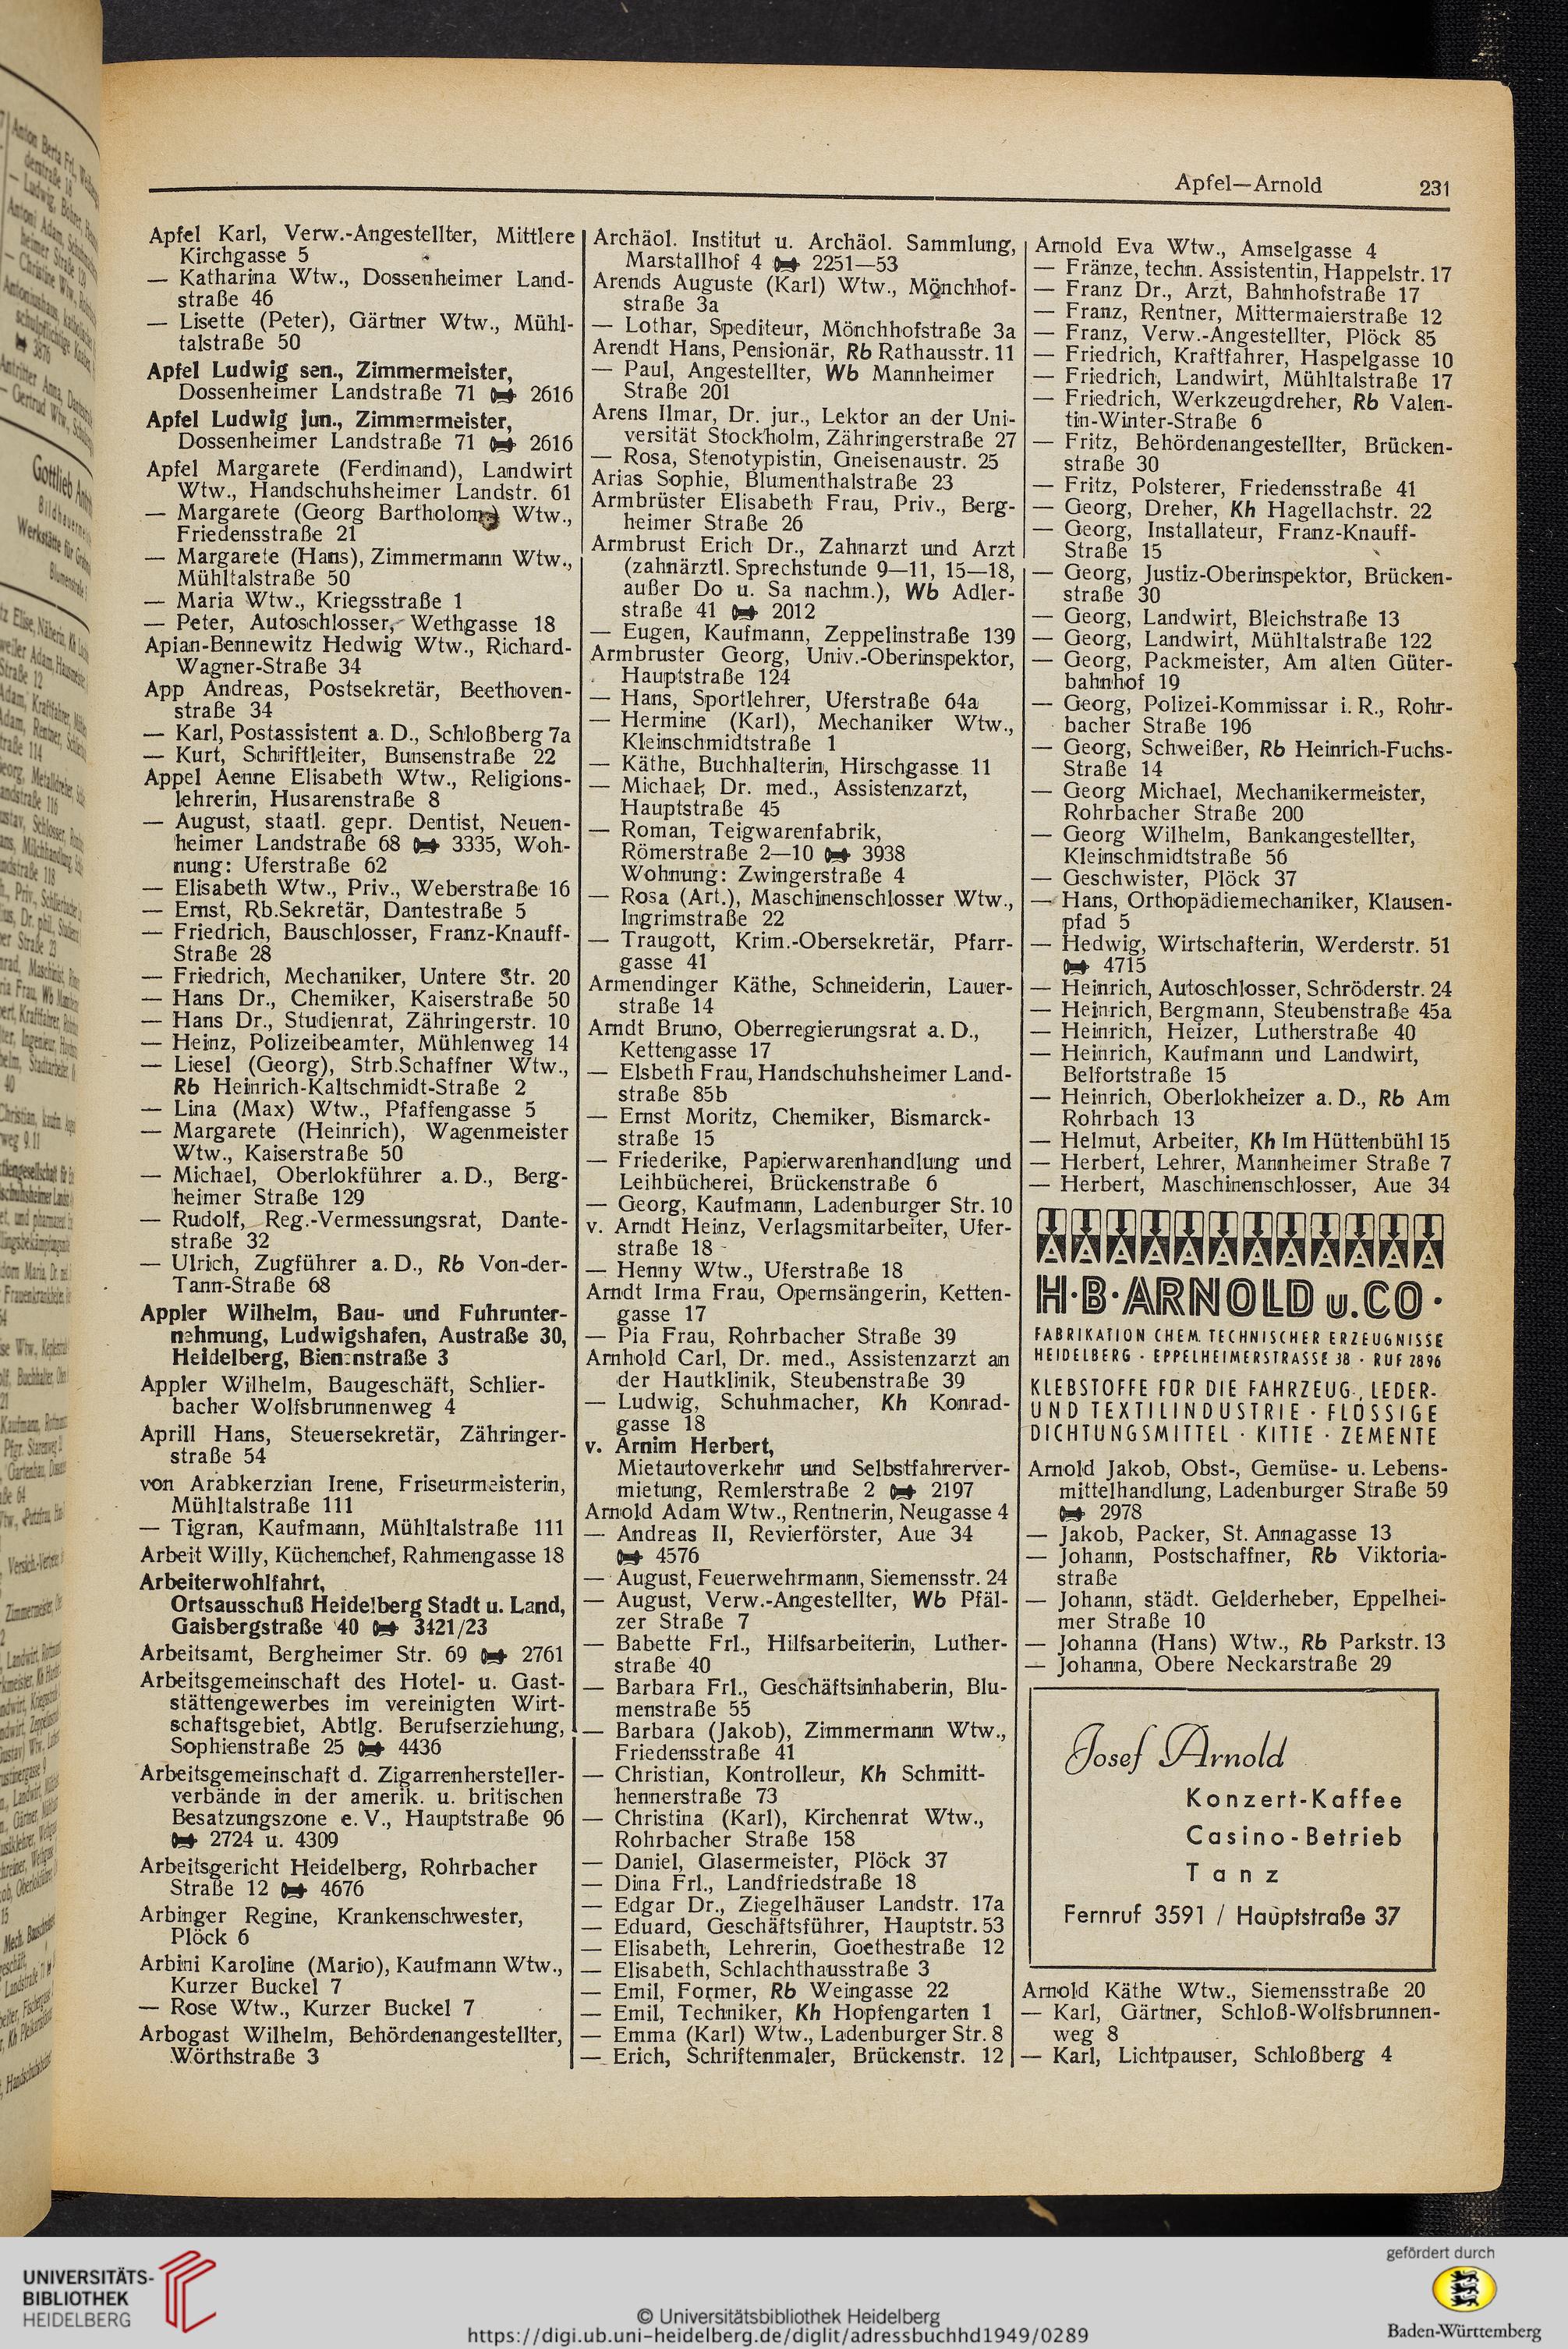 Apfel—Arnold 231
Apfel Karl, Verw.-Angestellter, Mittlere
Kirchgasse 5
— Katharina Wtw., Dossenheimer Land-
straße 46
— Lisette (Peter), Gärtner Wtw., Mühl-
talstraße 50
Apfel Ludwig sen., Zimmermeister,
Dossenheimer Landstraße 71 2616
Apfel Ludwig jun., Zimmermeister,
Dossenheimer Landstraße 71 2616
Apfel Margarete (Ferdinand), Landwirt
Wtw., Handschuhsheimer Landstr. 61
— Margarete (Georg Bartholomä) Wtw.,
Friedensstraße 21
— Margarete (Hans), Zimmermann Wtw.,
Mühltalstraße 50
— Maria Wtw., Kriegsstraße 1
— Peter, Autoschlosser, Wethgasse 18
Apian-Bennewitz Hedwig Wtw., Richard-
Wagner-Straße 34
App Andreas, Postsekretär, Beethoven-
straße 34
— Karl, Postassistent a. D., Schloßberg 7a
— Kurt, Schriftleiter, Bunsenstraße 22
Appel Aenne Elisabeth Wtw., Religions-
lehrerin, Husarenstraße 8
— August, staatl. gepr. Dentist, Neuen-
heimer Landstraße 68 3335, Woh-
nung: Uferstraße 62
— Elisabeth Wtw., Priv., Weberstraße 16
— Ernst, Rb.Sekretär, Dantestraße 5
— Friedrich, Bauschlosser, Franz-Knauff-
Straße 28
— Friedrich, Mechaniker, Untere Str. 20
— Hans Dr., Chemiker, Kaiserstraße 50
— Hans Dr., Studienrat, Zähringerstr. 10
— Heinz, Polizeibeamter, Mühlenweg 14
— Liesel (Georg), Strb.Schaffner Wtw.,
Rb Heinrich-Kaltschmidt-Straße 2
— Lina (Max) Wtw., Pfaffengasse 5
— Margarete (Heinrich), Wagenmeister
Wtw., Kaiserstraße 50
— Michael, Oberlokführer a. D., Berg-
heimer Straße 129
— Rudolf, Reg.-Vermessungsrat, Dante-
straße 32
— Ulrich, Zugführer a. D., Rb Von-der-
Tann-Straße 68
Appler Wilhelm, Bau- und Fuhrunter-
nehmung, Ludwigshafen, Austraße 30,
Heidelberg, Bienenstraße 3
Appler Wilhelm, Baugeschäft, Schlier-
bacher Wolfsbrunnenweg 4
Aprill Hans, Steuersekretär, Zähringer-
straße 54
von Arabkerzian Irene, Friseurmeisterin,
Mühltalstraße 111
— Tigran, Kaufmann, Mühltalstraße 111
Arbeit Willy, Küchenchef, Rahmengasse 18
Arbeiterwohlfahrt,
Ortsausschuß Heidelberg Stadt u. Land,
Gaisbergstraße 40 3421/23
Arbeitsamt, Bergheimer Str. 69 2761
Arbeitsgemeinschaft des Hotel- u. Gast-
stättengewerbes im vereinigten Wirt-
schaftsgebiet, Abtlg. Berufserziehung,
Sophienstraße 25 4436
Arbeitsgemeinschaft d. Zigarrenhersteller-
verbände in der amerik. u. britischen
Besatzungszone e. V., Hauptstraße 96
2724 u. 4309
Arbeitsgericht Heidelberg, Rohrbacher
Straße 12 4676
Arbinger Regine, Krankenschwester,
Plöck 6
Arbini Karoline (Mario), Kaufmann Wtw.,
Kurzer Buckel 7
— Rose Wtw., Kurzer Buckel 7
Arbogast Wilhelm, Behördenangestellter,
Wörthstraße 3
Archäol. Institut u. Archäol. Sammlung,
Marstallhof 4 2251—53
Arends Auguste (Karl) Wtw., Mönchhof-
straße 3a
— Lothar, Spediteur, Mönchhofstraße 3a
Arendt Hans, Pensionär, Rb Rathausstr. 11
— Paul, Angestellter, Wb Mannheimer
Straße 201
Arens Ilmar, Dr. jur., Lektor an der Uni-
versität Stockholm, Zähringerstraße 27
— Rosa, Stenotypistin, Gneisenaustr. 25
Arias Sophie, Blumenthalstraße 23
Armbrüster Elisabeth Frau, Priv., Berg-
heimer Straße 26
Armbrust Erich Dr., Zahnarzt und Arzt
(zahnärztl. Sprechstunde 9—11, 15—18,
außer Do u. Sa nachm.), Wb Adler-
straße 41 2012
— Eugen, Kaufmann, Zeppelinstraße 139
Armbruster Georg, Univ.-Oberinspektor,
Hauptstraße 124
— Hans, Sportlehrer, Uferstraße 64a
— Hermine (Karl), Mechaniker Wtw.,
Kleinschmidtstraße 1
— Käthe, Buchhalterin, Hirschgasse 11
— Michael, Dr. med., Assistenzarzt,
Hauptstraße 45
— Roman, Teigwarenfabrik,
Römerstraße 2—10 3938
Wohnung: Zwingerstraße 4
— Rosa (Art.), Maschinenschlosser Wtw.,
Ingrimstraße 22
— Traugott, Krim.-Obersekretär, Pfarr-
gasse 41
Armendinger Käthe, Schneiderin, Lauer-
straße 14
Arndt Bruno, Oberregierungsrat a. D.,
Kettengasse 17
— Elsbeth Frau, Handschuhsheimer Land-
straße 85b
— Ernst Moritz, Chemiker, Bismarck-
straße 15
— Friederike, Papierwarenhandlung und
Leihbücherei, Brückenstraße 6
— Georg, Kaufmann, Ladenburger Str. 10
v. Arndt Heinz, Verlagsmitarbeiter, Ufer-
straße 18
— Henny Wtw., Uferstraße 18
Arndt Irma Frau, Opernsängerin, Ketten-
gasse 17
— Pia Frau, Rohrbacher Straße 39
Arnhold Carl, Dr. med., Assistenzarzt an
der Hautklinik, Steubenstraße 39
— Ludwig, Schuhmacher, Kh Konrad-
gasse 18
v. Arnim Herbert,
Mietautoverkehr und Selbstfahrerver-
mietung, Remlerstraße 2 2197
Arnold Adam Wtw., Rentnerin, Neugasse 4
— Andreas II, Revierförster, Aue 34
4576
— August, Feuerwehrmann, Siemensstr. 24
— August, Verw.-Angestellter, Wb Pfäl-
zer Straße 7
— Babette Frl., Hilfsarbeiterin, Luther-
straße 40
— Barbara Frl., Geschäftsinhaberin, Blu-
menstraße 55
— Barbara (Jakob), Zimmermann Wtw.,
Friedensstraße 41
— Christian, Kontrolleur, Kh Schmitt-
hennerstraße 73
— Christina (Karl), Kirchenrat Wtw.,
Rohrbacher Straße 158
— Daniel, Glasermeister, Plöck 37
— Dina Frl., Landfriedstraße 18
— Edgar Dr., Ziegelhäuser Landstr. 17a
— Eduard, Geschäftsführer, Hauptstr. 53
— Elisabeth, Lehrerin, Goethestraße 12
— Elisabeth, Schlachthausstraße 3
— Emil, Former, Rb Weingasse 22
— Emil, Techniker, Kh Hopfengarten 1
— Emma (Karl) Wtw., Ladenburger Str. 8
— Erich, Schriftenmaler, Brückenstr. 12
Arnold Eva Wtw., Amselgasse 4
— Fränze, techn. Assistentin, Happelstr. 17
— Franz Dr., Arzt, Bahnhofstraße 17
— Franz, Rentner, Mittermaierstraße 12
— Franz, Verw.-Angestellter, Plöck 85
— Friedrich, Kraftfahrer, Haspelgasse 10
— Friedrich, Landwirt, Mühltalstraße 17
— Friedrich, Werkzeugdreher, Rb Valen-
tin-Winter-Straße 6
— Fritz, Behördenangestellter, Brücken-
straße 30
— Fritz, Polsterer, Friedensstraße 41
— Georg, Dreher, Kh Hagellachstr. 22
— Georg, Installateur, Franz-Knauff-
Straße 15
— Georg, Justiz-Oberinspektor, Brücken-
straße 30
— Georg, Landwirt, Bleichstraße 13
— Georg, Landwirt, Mühltalstraße 122
— Georg, Packmeister, Am alten Güter-
bahnhof 19
— Georg, Polizei-Kommissar i. R., Rohr-
bacher Straße 196
— Georg, Schweißer, Rb Heinrich-Fuchs-
Straße 14
— Georg Michael, Mechanikermeister,
Rohrbacher Straße 200
— Georg Wilhelm, Bankangestellter,
Kleinschmidtstraße 56
— Geschwister, Plöck 37
— Hans, Orthopädiemechaniker, Klausen-
pfad 5
— Hedwig, Wirtschafterin, Werderstr. 51
4715
— Heinrich, Autoschlosser, Schröderstr. 24
— Heinrich, Bergmann, Steubenstraße 45a
— Heinrich, Heizer, Lutherstraße 40
— Heinrich, Kaufmann und Landwirt,
Belfortstraße 15
— Heinrich, Oberlokheizer a. D., Rb Am
Rohrbach 13
— Helmut, Arbeiter, Kh Im Hüttenbühl 15
— Herbert, Lehrer, Mannheimer Straße 7
— Herbert, Maschinenschlosser, Aue 34
H·B·ARNOLD u. CO·
FABRIKATION CHEM. TECHNISCHER ERZEUGNISSE
HEIDELBERG · EPPELHEIMERSTRASSE 38 · RUF 2896
KLEBSTOFFE FÜR DIE FAHRZEUG-, LEDER-
UND TEXTILINDUSTRIE · FLÜSSIGE
DICHTUNGSMITTEL · KITTE · ZEMENTE
Arnold Jakob, Obst-, Gemüse- u. Lebens-
mittelhandlung, Ladenburger Straße 59
2978
— Jakob, Packer, St. Annagasse 13
— Johann, Postschaffner, Rb Viktoria-
straße
— Johann, städt. Gelderheber, Eppelhei-
mer Straße 10
— Johanna (Hans) Wtw., Rb Parkstr. 13
— Johanna, Obere Neckarstraße 29
Josef Arnold
Konzert-Kaffee
Casino-Betrieb
Tanz
Fernruf 3591 / Hauptstraße 37
Arnold Käthe Wtw., Siemensstraße 20
— Karl, Gärtner, Schloß-Wolfsbrunnen-
weg 8
— Karl, Lichtpauser, Schloßberg 4
UNIVERSITÄTS-
BIBLIOTHEK
HEIDELBERG
© Universitätsbibliothek Heidelberg
https://digi.ub.uni-heidelberg.de/diglit/adressbuchhd1949/0289
gefördert durch
Baden-Württemberg